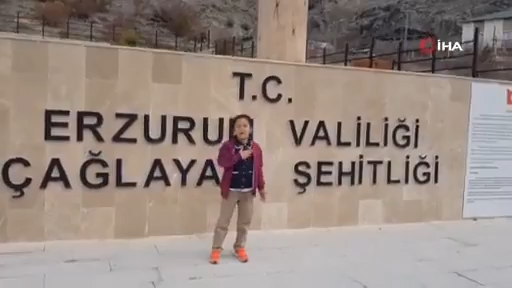 İHA
T.C.
ERZURUM VALİLİĞİ
ÇAĞLAYAN ŞEHİTLİĞİ